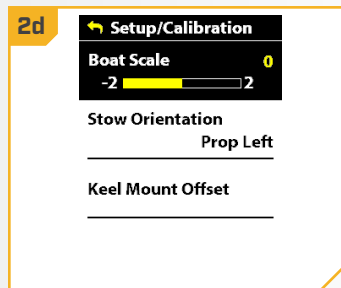 2d
Setup/Calibration
Boat Scale 0
-2 2
Stow Orientation
Prop Left
Keel Mount Offset